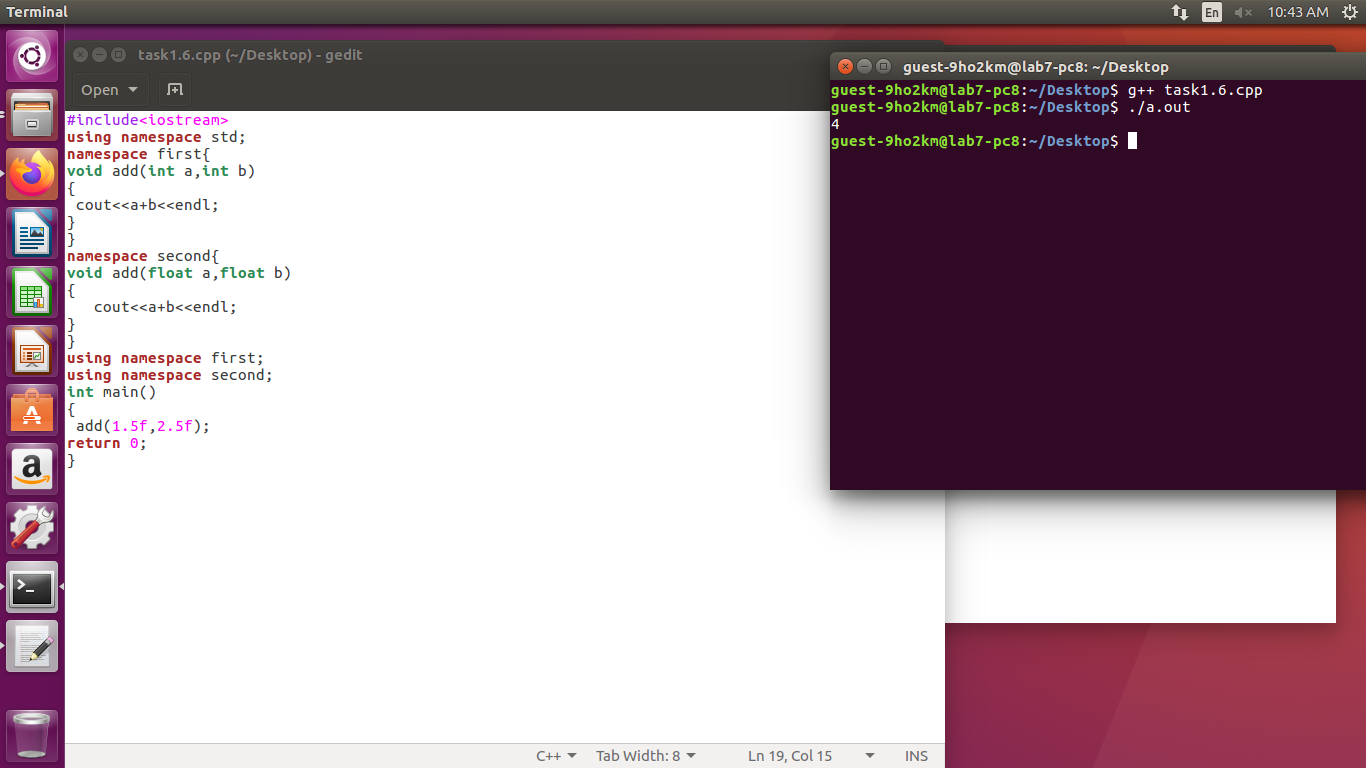 Terminal
En
10:43 AM
task1.6.cpp (~/Desktop) - gedit
Open
#include<iostream>
using namespace std;
namespace first{
void add(int a,int b)
{
 cout<<a+b<<endl;
}
}
namespace second{
void add(float a,float b)
{
   cout<<a+b<<endl;
}
}
using namespace first;
using namespace second;
int main()
{
 add(1.5f,2.5f);
return 0;
}
C++ Tab Width: 8 Ln 19, Col 15 INS
guest-9ho2km@lab7-pc8: ~/Desktop
guest-9ho2km@lab7-pc8:~/Desktop$ g++ task1.6.cpp
guest-9ho2km@lab7-pc8:~/Desktop$ ./a.out
4
guest-9ho2km@lab7-pc8:~/Desktop$